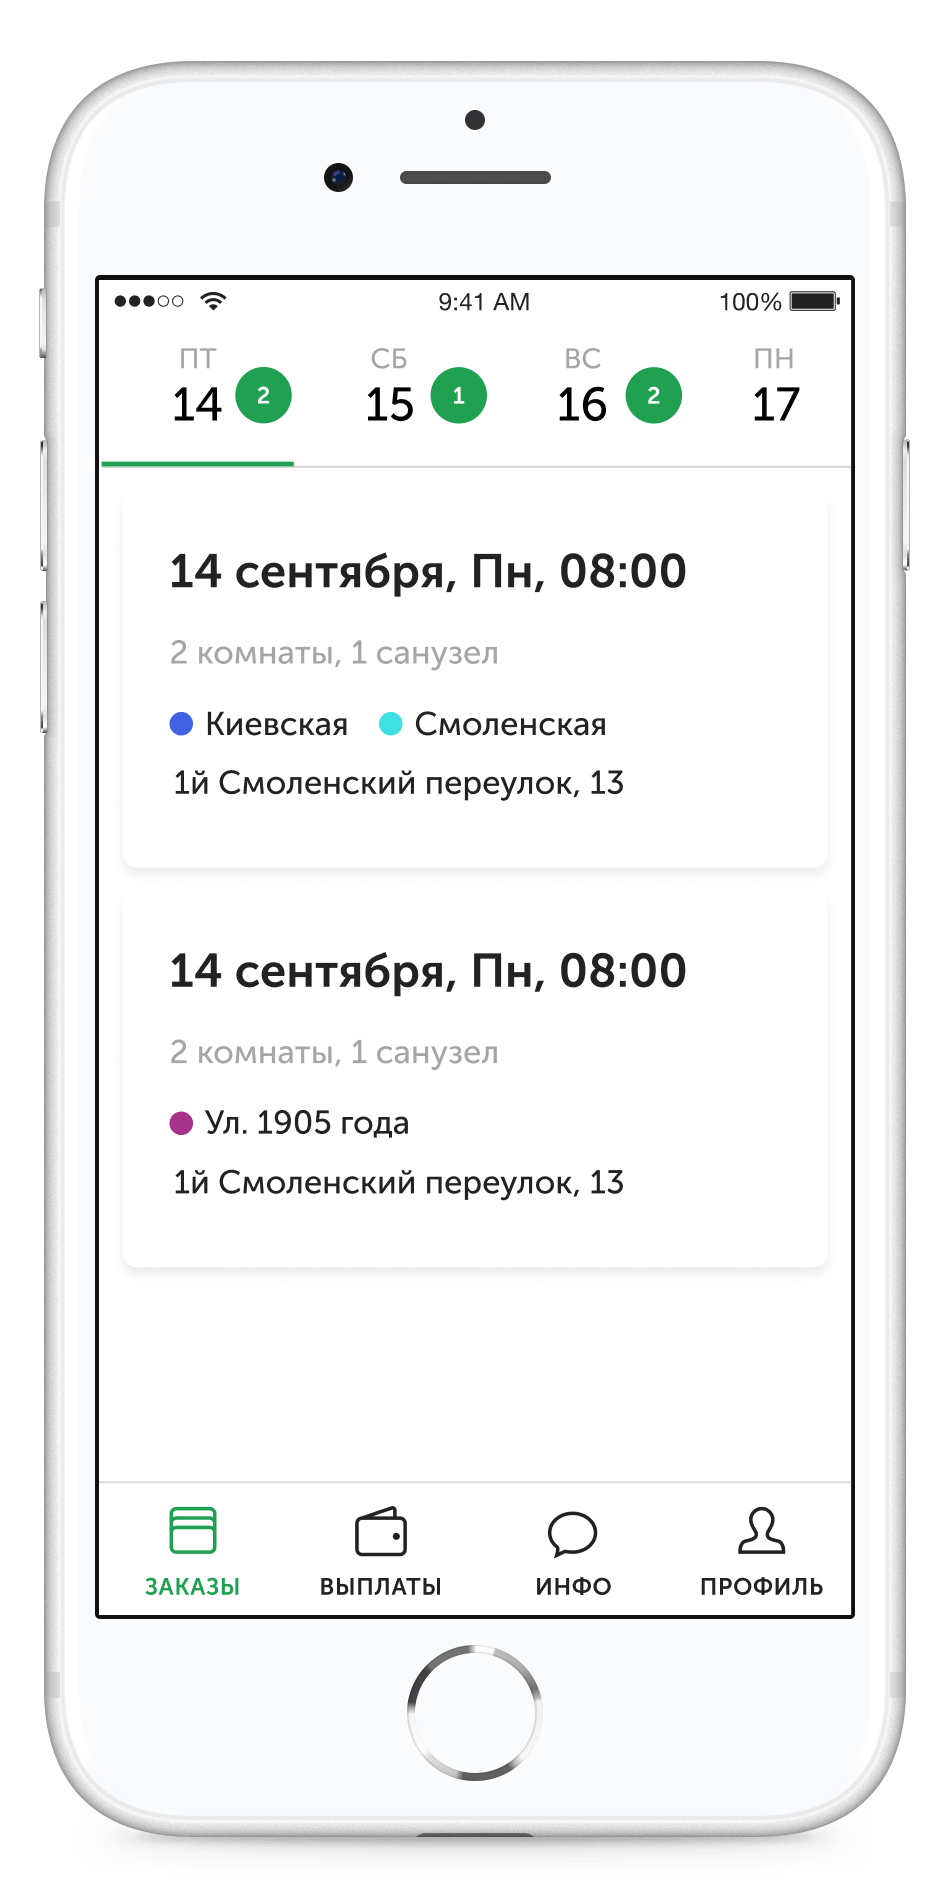 9:41 AM 100%
ПТ СБ ВС ПН
14 2 15 1 16 2 17
14 сентября, Пн, 08:00
2 комнаты, 1 санузел
Киевская Смоленская
1й Смоленский переулок, 13
14 сентября, Пн, 08:00
2 комнаты, 1 санузел
Ул. 1905 года
1й Смоленский переулок, 13
ЗАКАЗЫ ВЫПЛАТЫ ИНФО ПРОФИЛЬ